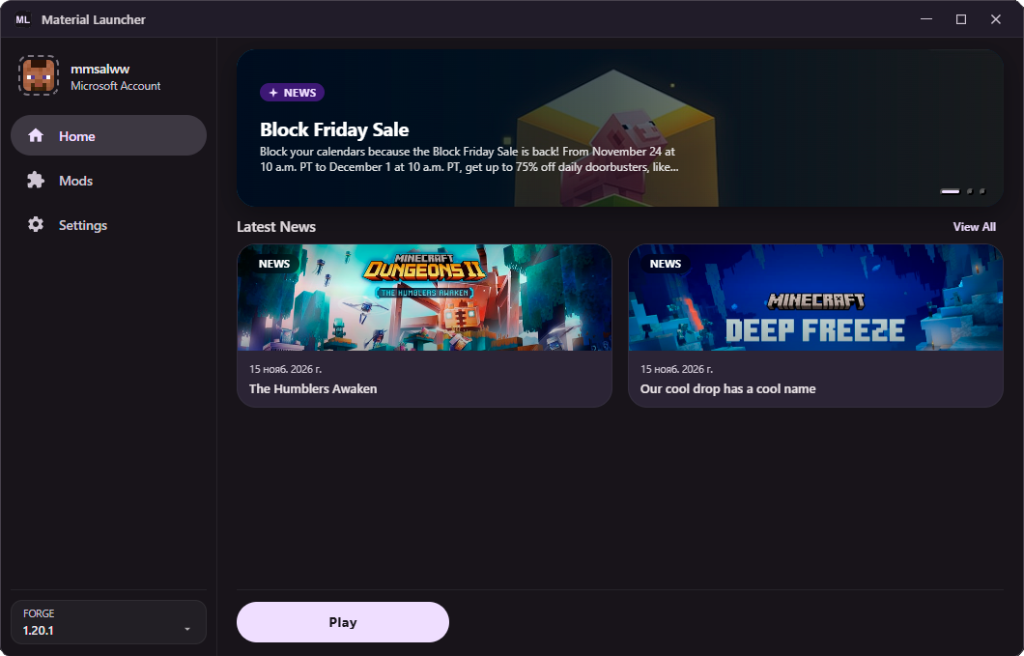 ML Material Launcher
mmsalww
Microsoft Account
Home
Mods
Settings
FORGE
1.20.1
NEWS
Block Friday Sale
Block your calendars because the Block Friday Sale is back! From November 24 at
10 a.m. PT to December 1 at 10 a.m. PT, get up to 75% off daily doorbusters, like...
Latest News
View All
NEWS
MINECRAFT
DUNGEONS II
THE HUMBLERS AWAKEN
15 нояб. 2026 г.
The Humblers Awaken
NEWS
MINECRAFT
DEEP FREEZE
15 нояб. 2026 г.
Our cool drop has a cool name
Play